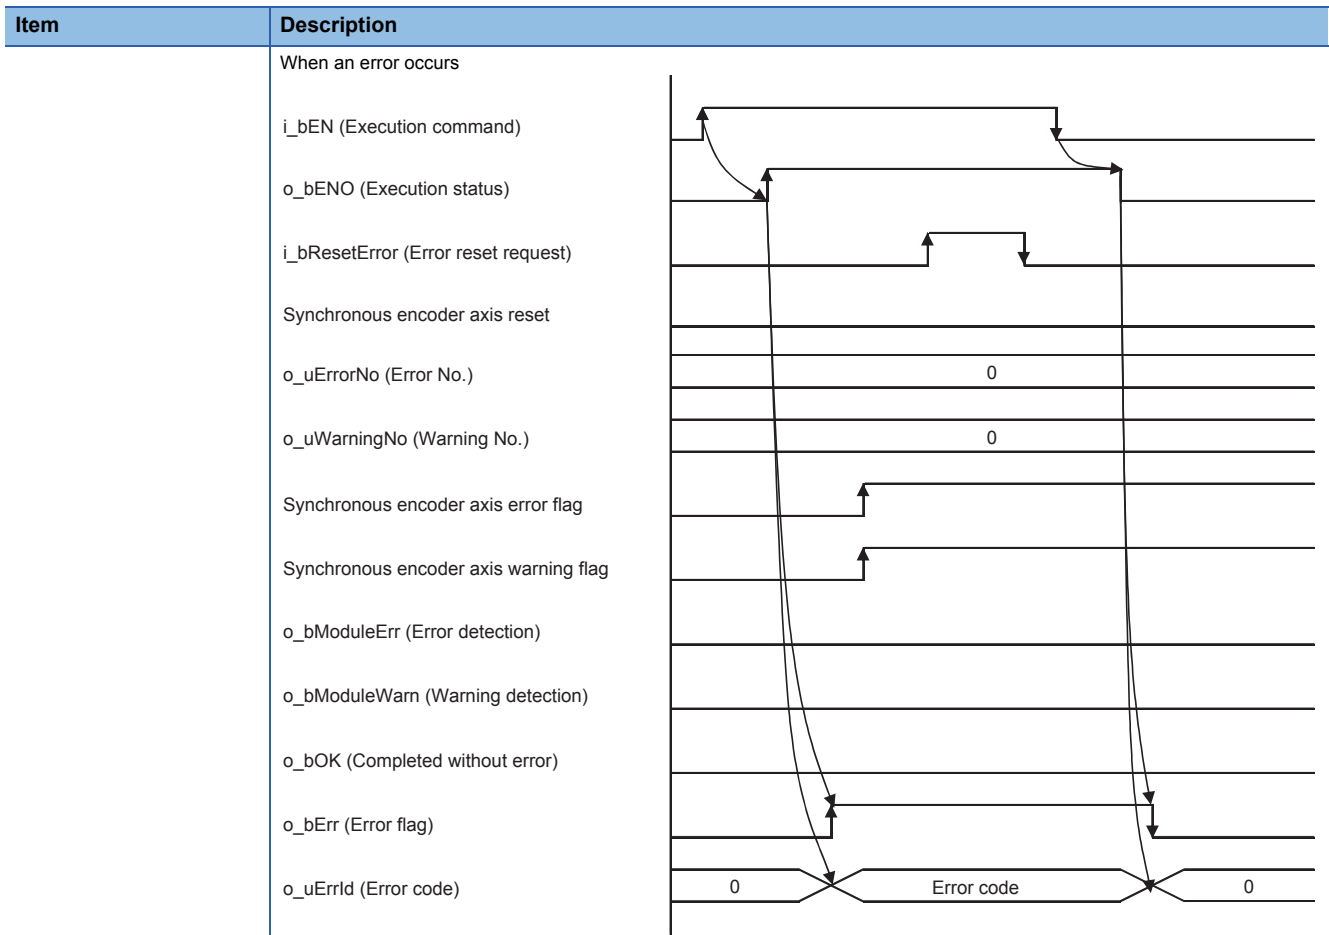 Item Description
When an error occurs
i_bEN (Execution command)
o_bENO (Execution status)
i_bResetError (Error reset request)
Synchronous encoder axis reset
o_uErrorNo (Error No.) 0
o_uWarningNo (Warning No.) 0
Synchronous encoder axis error flag
Synchronous encoder axis warning flag
o_bModuleErr (Error detection)
o_bModuleWarn (Warning detection)
o_bOK (Completed without error)
o_bErr (Error flag)
o_uErrId (Error code) 0 Error code 0